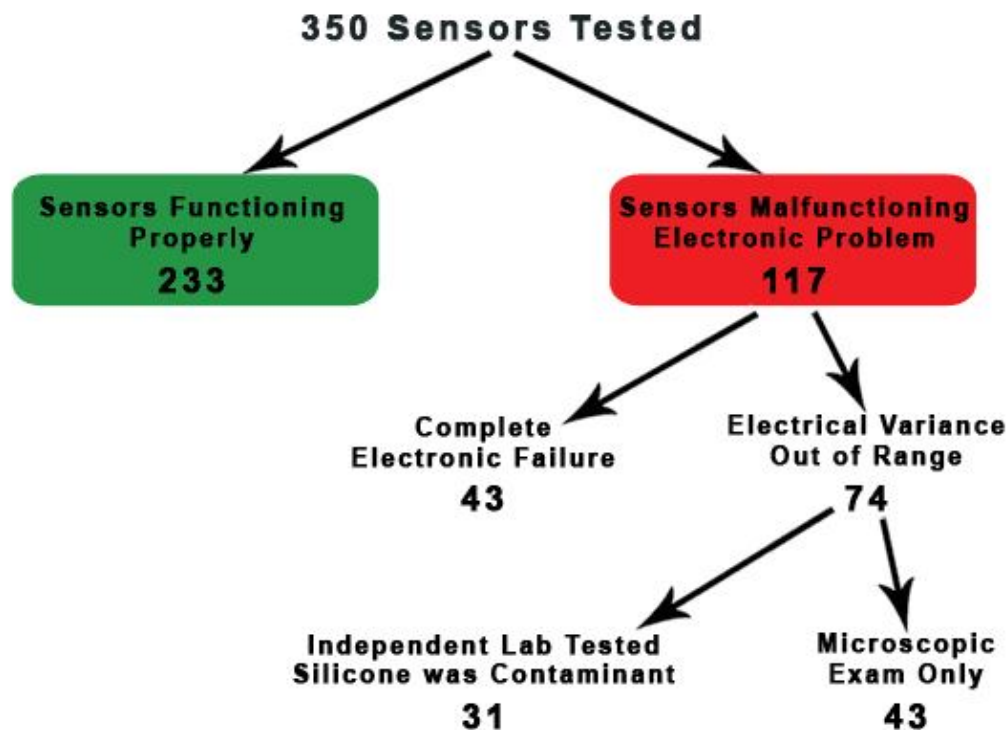 350 Sensors Tested
Sensors Functioning
Properly
233
Sensors Malfunctioning
Electronic Problem
117
Complete
Electronic Failure
43
Electrical Variance
Out of Range
74
Independent Lab Tested
Silicone was Contaminant
31
Microscopic
Exam Only
43